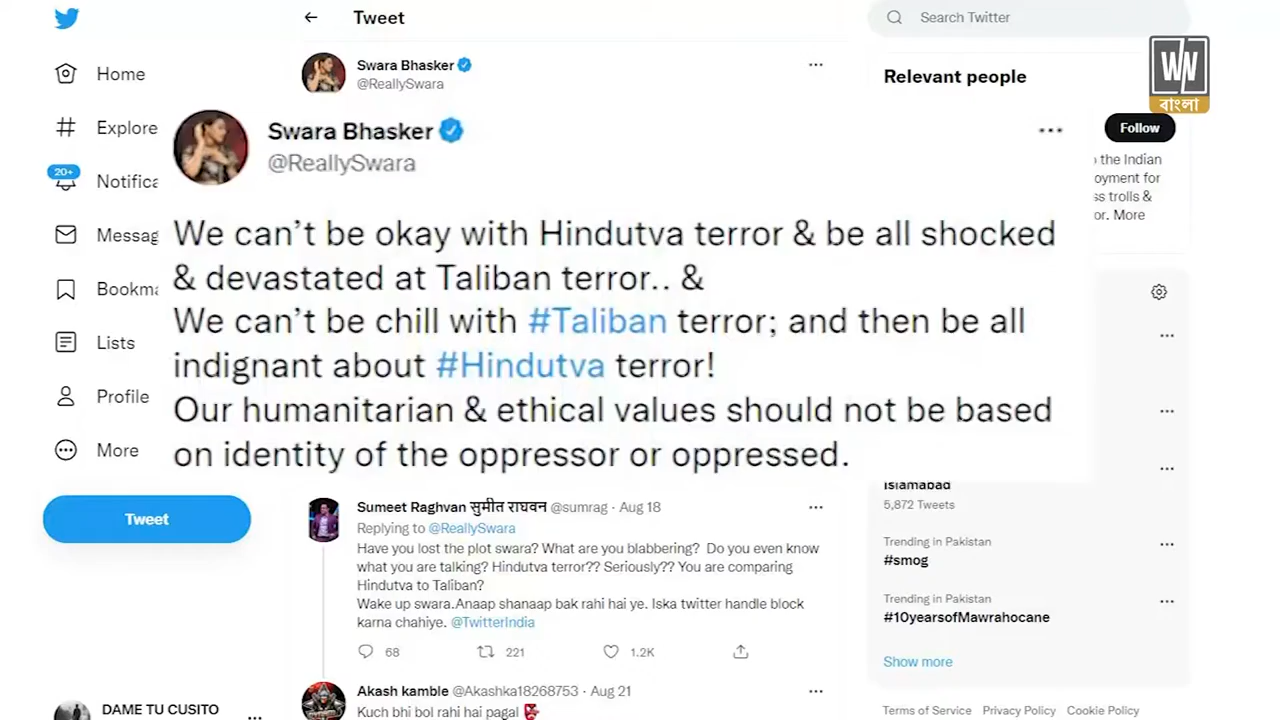 Tweet
Search Twitter
WN
বাংলা
Home
Explore
Notifica
20+
Messag
Bookma
Lists
Profile
More
Tweet
Swara Bhasker
@ReallySwara
Swara Bhasker
@ReallySwara
We can't be okay with Hindutva terror & be all shocked
& devastated at Taliban terror.. &
We can't be chill with #Taliban terror; and then be all
indignant about #Hindutva terror!
Our humanitarian & ethical values should not be based
on identity of the oppressor or oppressed.
Sumeet Raghvan सुमीत राघवन @sumrag · Aug 18
Replying to @ReallySwara
Have you lost the plot swara? What are you blabbering? Do you even know
what you are talking? Hindutva terror?? Seriously?? You are comparing
Hindutva to Taliban?
Wake up swara.Anaap shanaap bak rahi hai ye. Iska twitter handle block
karna chahiye. @TwitterIndia
68 221 1.2K
Akash kamble @Akashka18268753 · Aug 21
Kuch bhi bol rahi hai pagal
Relevant people
Follow
the Indian
oyment for
ss trolls &
or. More
Islamabad
5,872 Tweets
Trending in Pakistan
#smog
Trending in Pakistan
#10yearsofMawrahocane
Show more
Terms of Service Privacy Policy Cookie Policy
DAME TU CUSITO